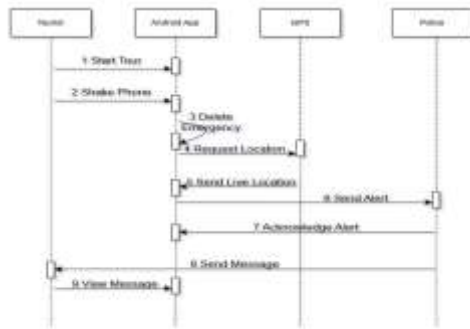 Tourist
Android App
GPS
Police
1 Start Tour
2 Shake Phone
3 Delete
Emergency
4 Request Location
5 Send Live Location
6 Send Alert
7 Acknowledge Alert
8 Send Message
9 View Message